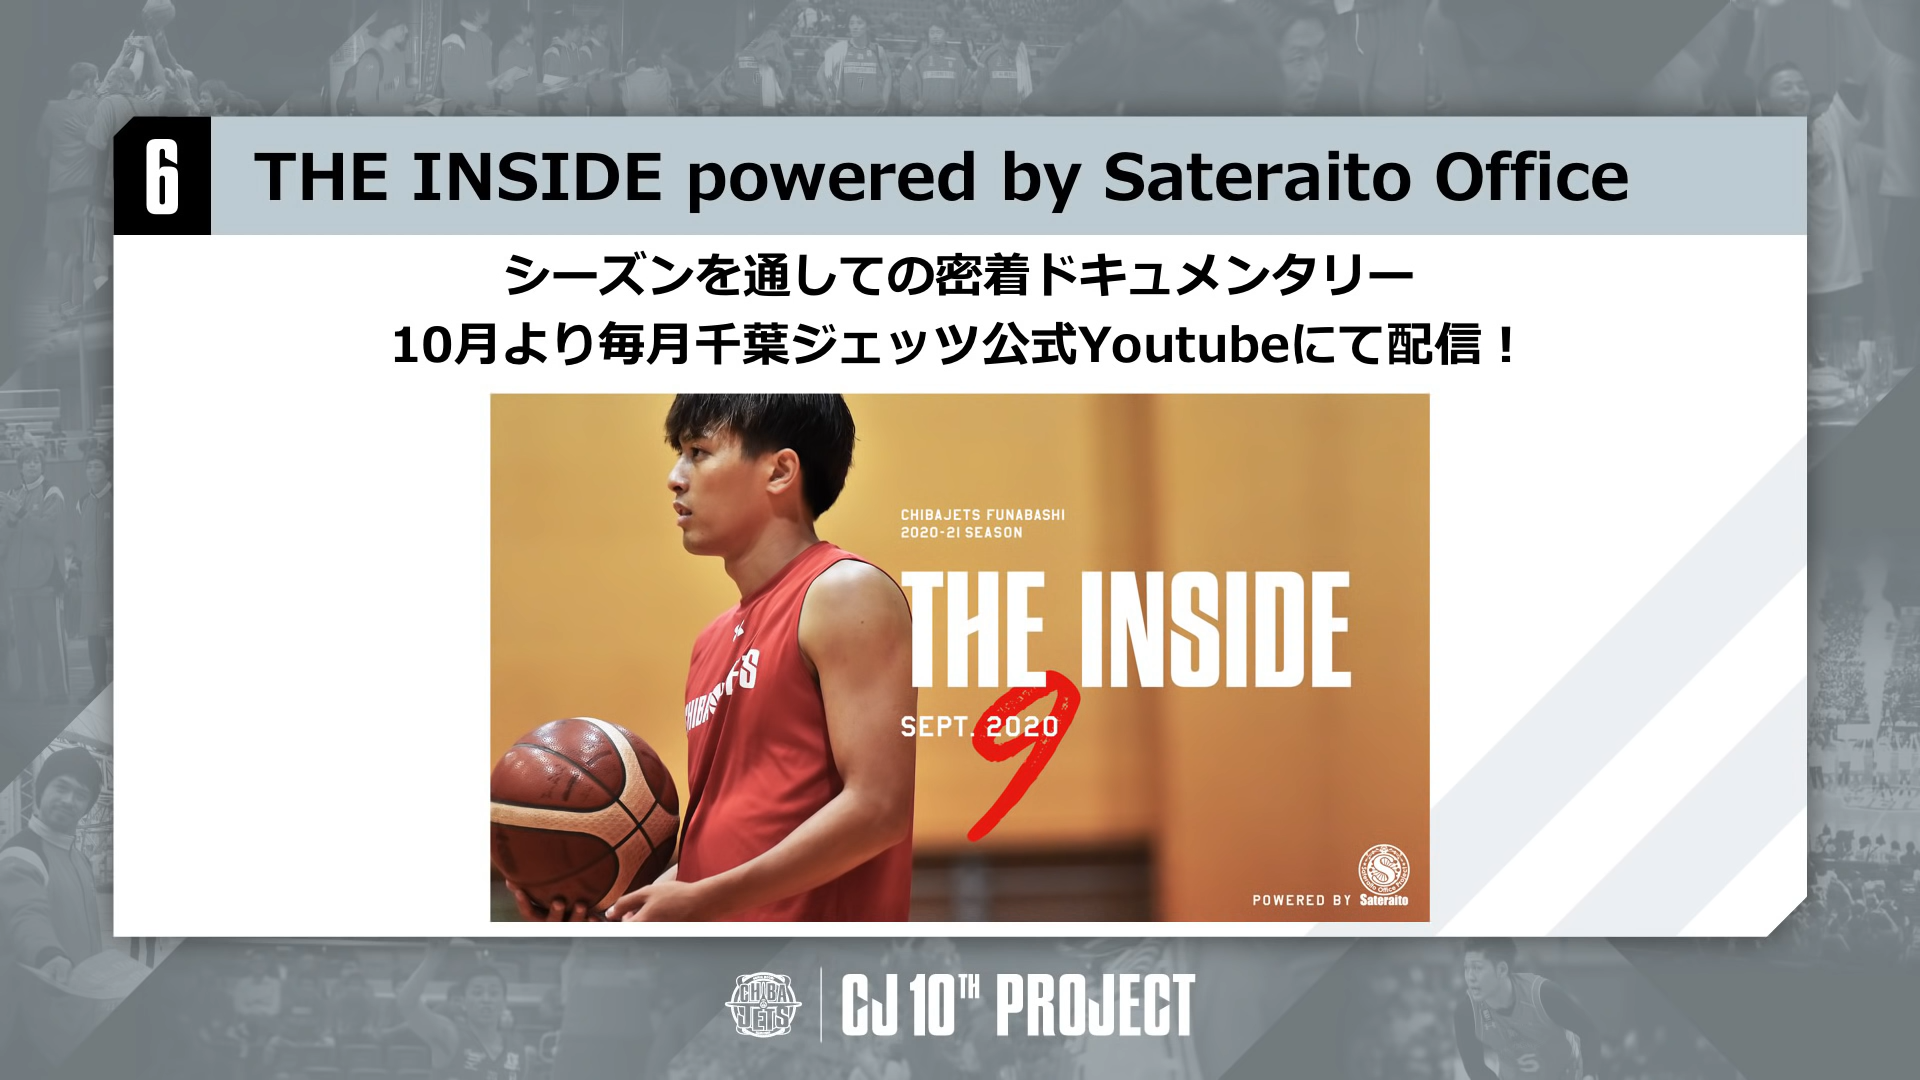 6
THE INSIDE powered by Sateraito Office
シーズンを通しての密着ドキュメンタリー
10月より毎月千葉ジェッツ公式Youtubeにて配信！
CHIBAJETS FUNABASHI
2020-21 SEASON
THE INSIDE
SEPT. 2020
9
POWERED BY Sateraito
CHIBA
JETS
CJ 10TH PROJECT